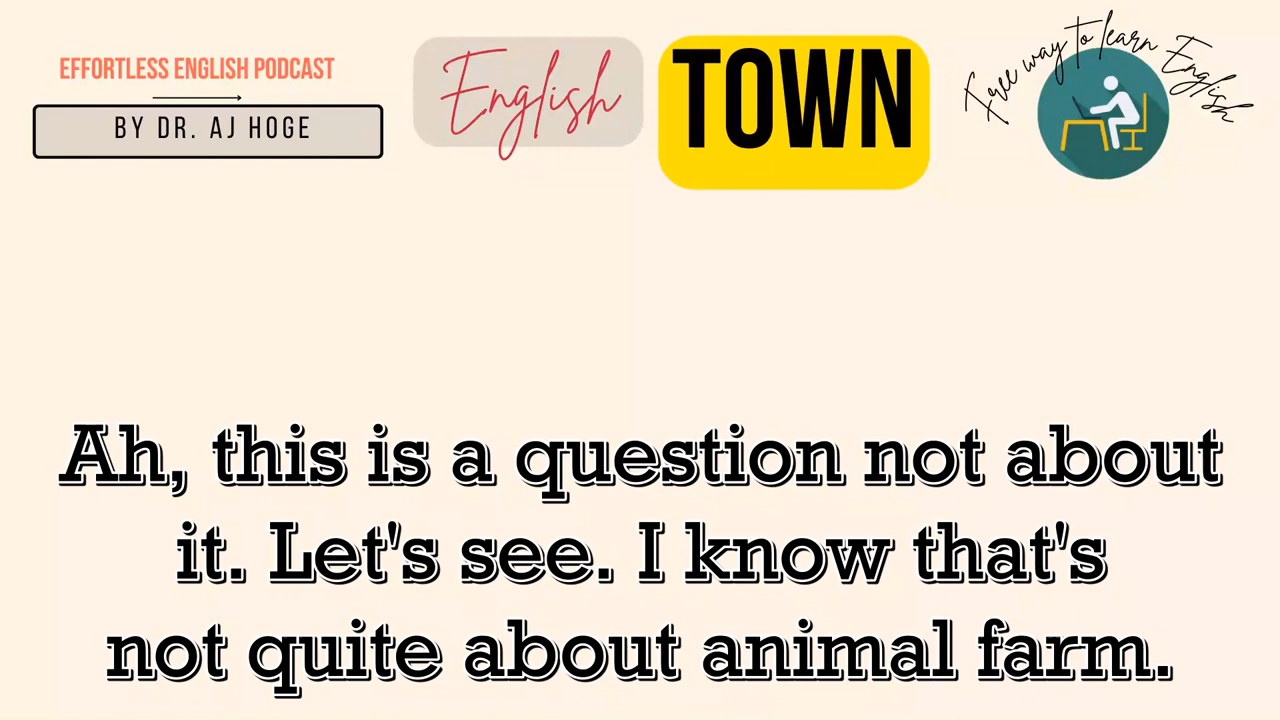 EFFORTLESS ENGLISH PODCAST
BY DR. AJ HOGE
English
TOWN
Free way to learn English
Ah, this is a question not about
it. Let's see. I know that's
not quite about animal farm.